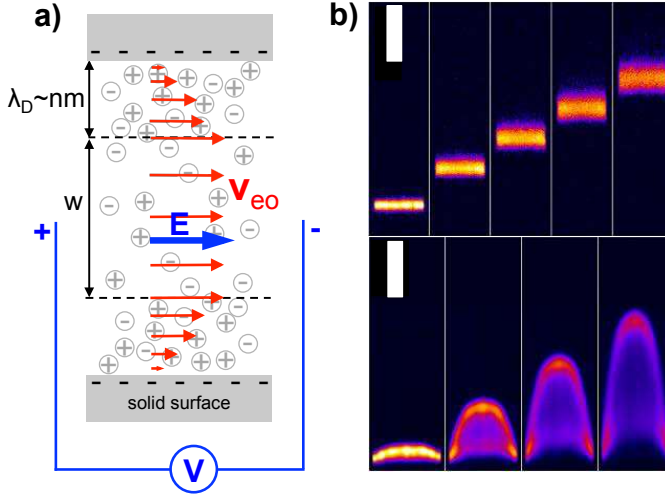 a)
b)
- - - - - -
λD~nm
w
veo
E
+
-
- - - - - -
solid surface
V